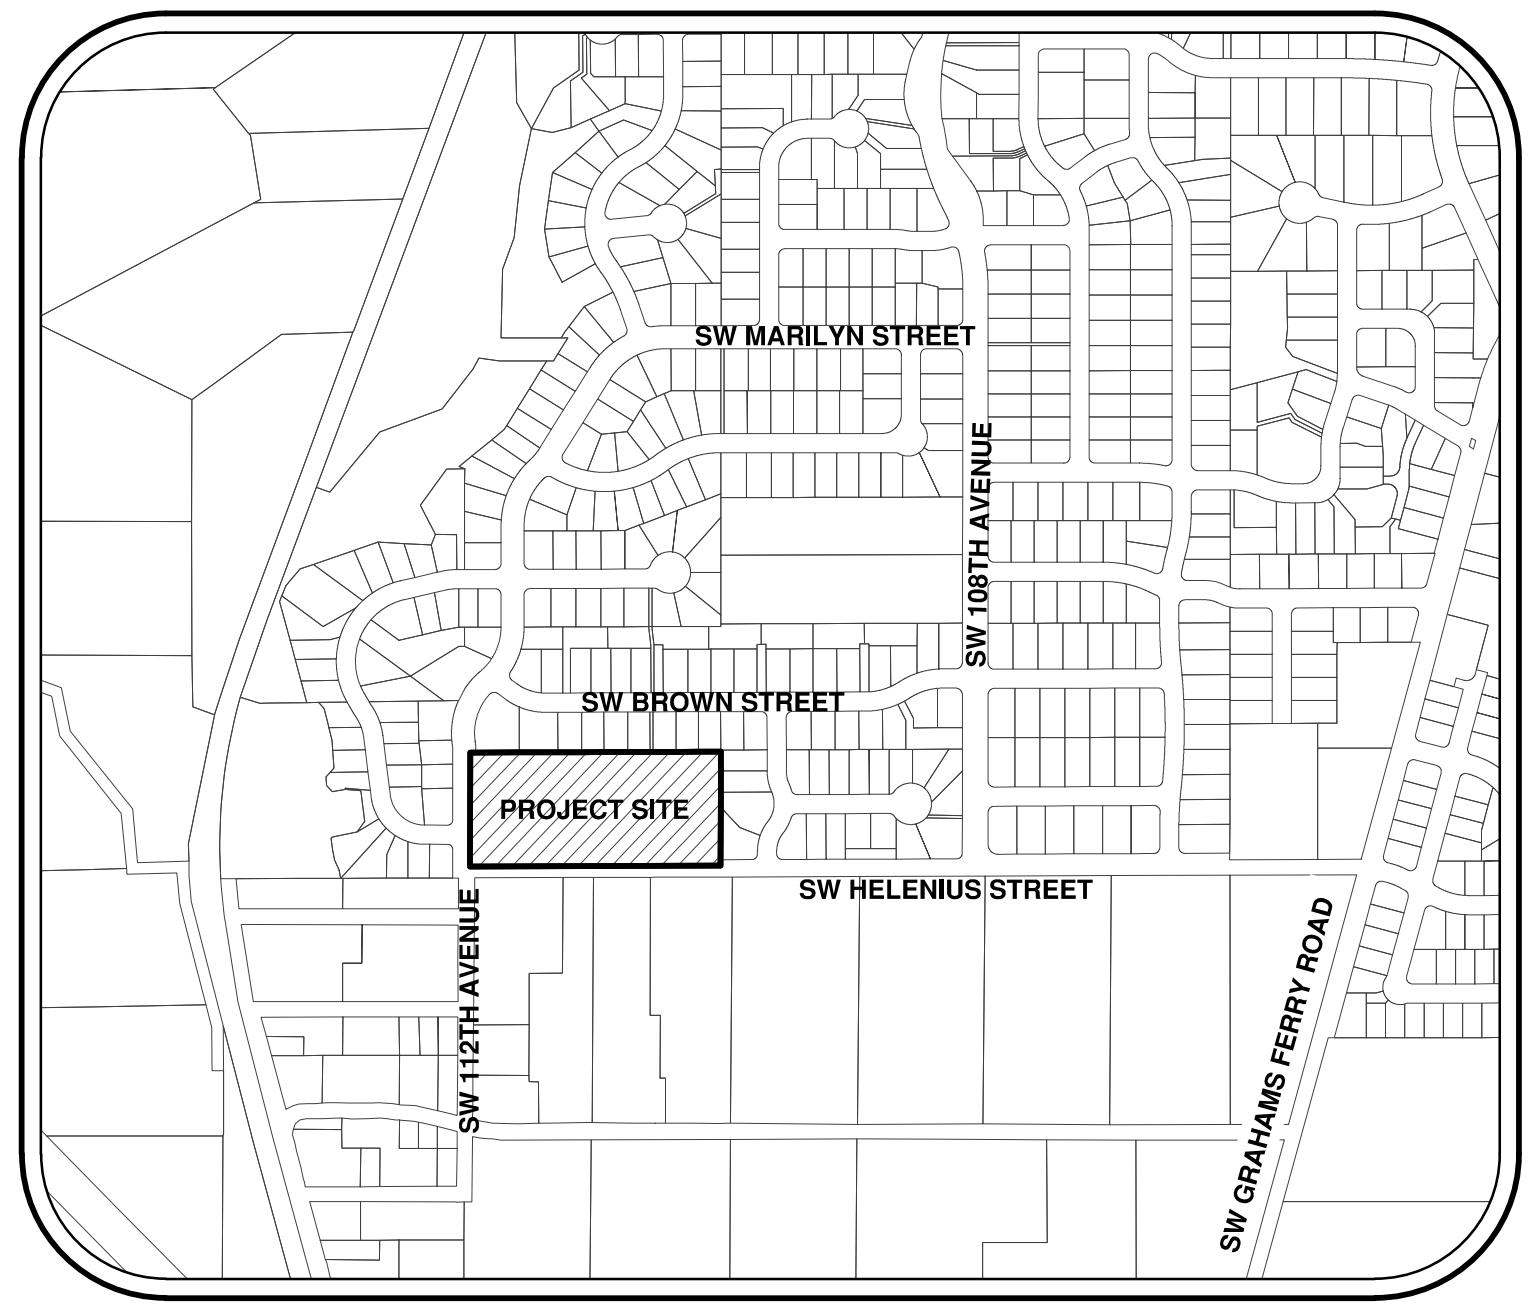 SW MARILYN STREET
SW 108TH AVENUE
SW BROWN STREET
PROJECT SITE
SW HELENIUS STREET
SW 112TH AVENUE
SW GRAHAMS FERRY ROAD